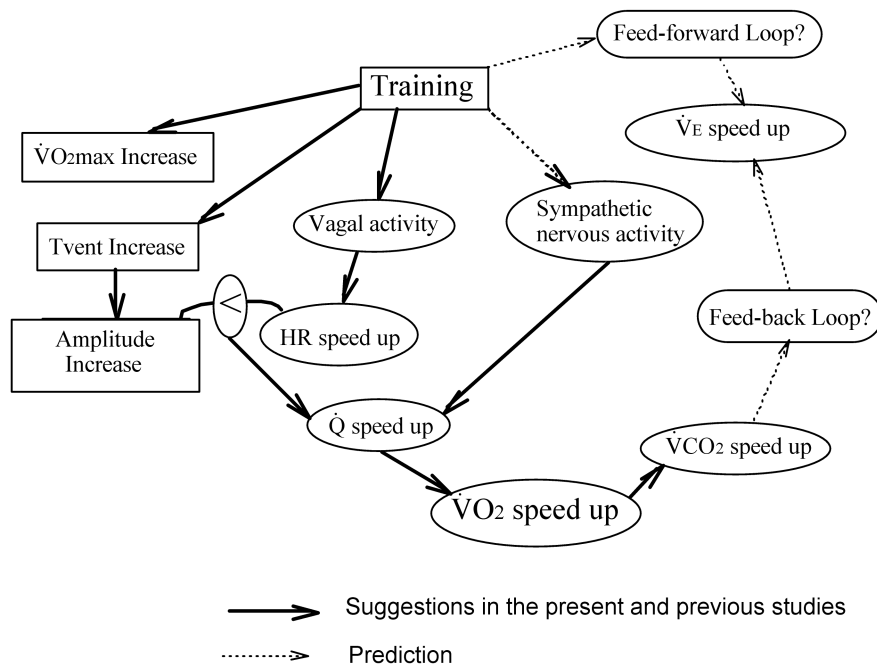 Feed-forward Loop?
Training
V̇E speed up
V̇O2max Increase
Vagal activity
Sympathetic
nervous activity
Tvent Increase
<
Feed-back Loop?
Amplitude
Increase
HR speed up
Q̇ speed up
V̇CO2 speed up
V̇O2 speed up
Suggestions in the present and previous studies
Prediction